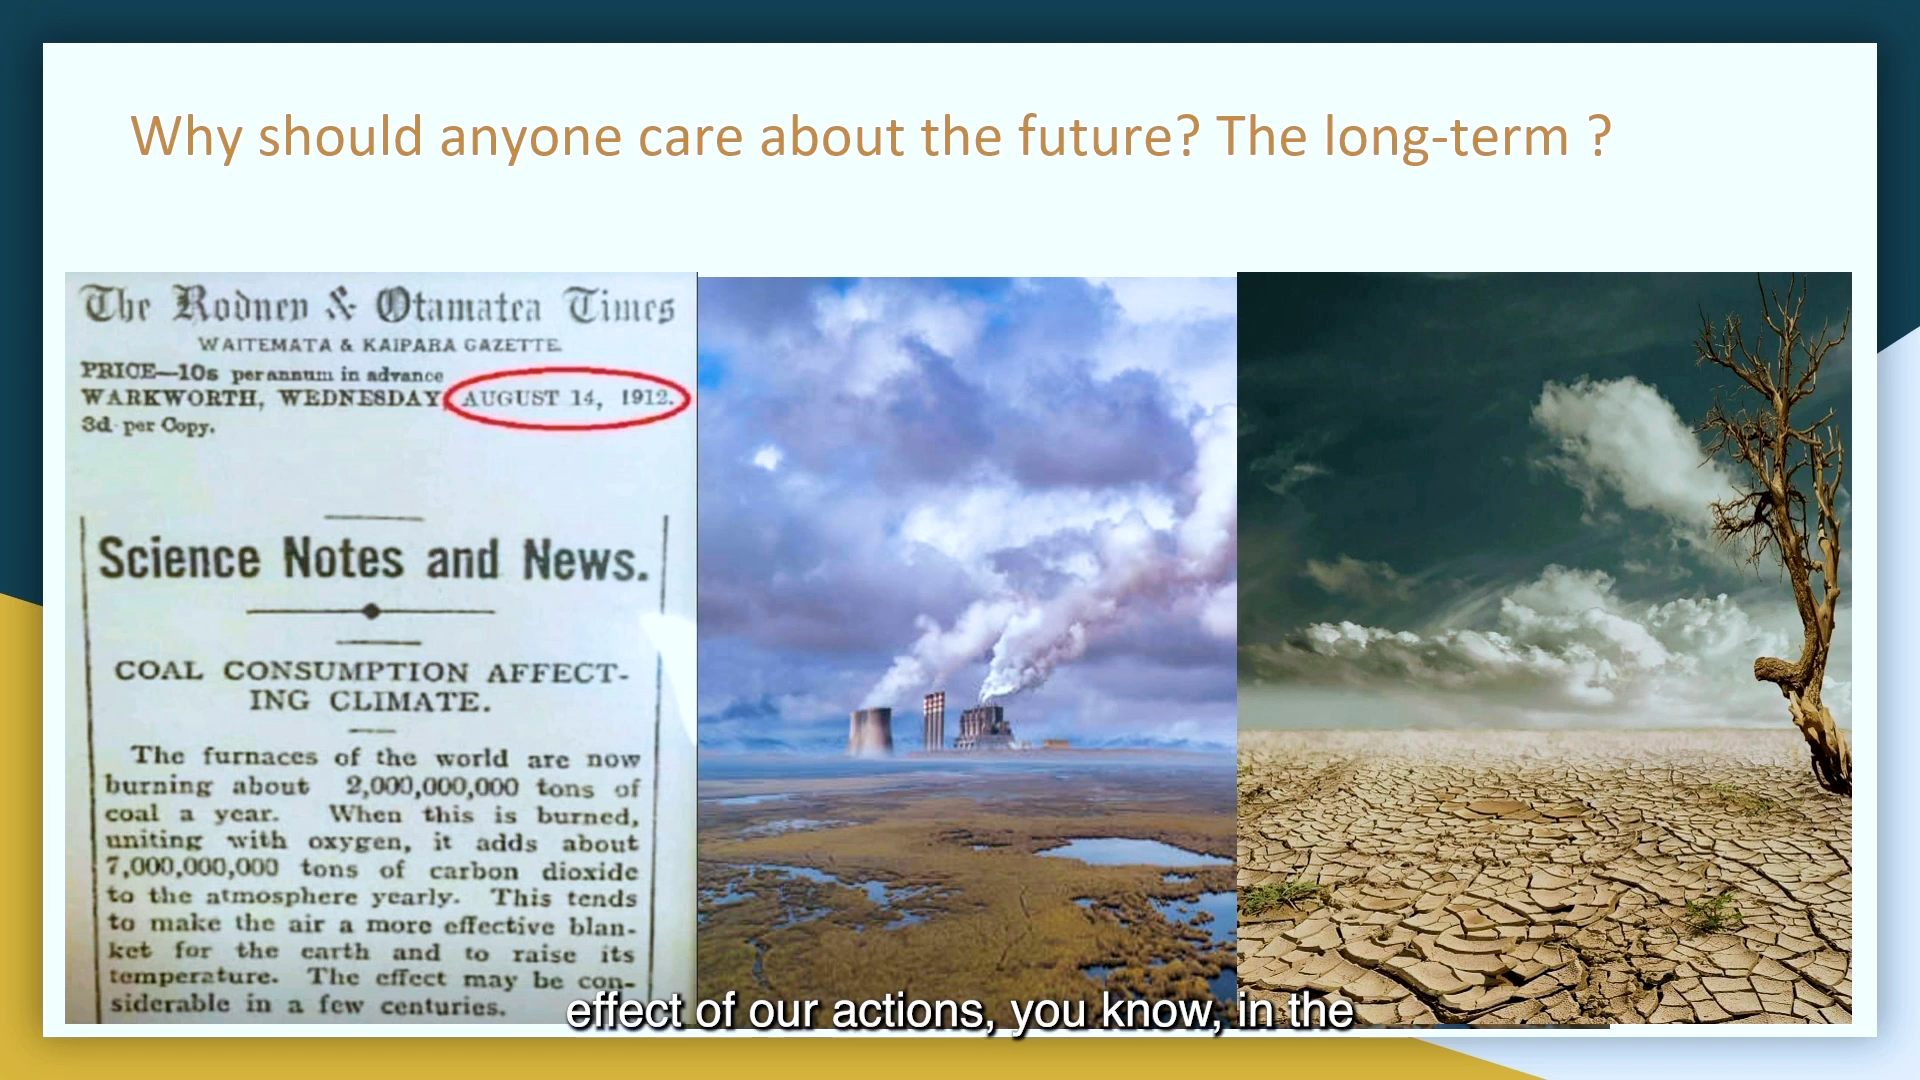 Why should anyone care about the future? The long-term ?
The Rodney & Otamatea Times
WAITEMATA & KAIPARA GAZETTE.
PRICE—10s per annum in advance
WARKWORTH, WEDNESDAY, AUGUST 14, 1912.
3d per Copy.
Science Notes and News.
COAL CONSUMPTION AFFECT-
ING CLIMATE.
The furnaces of the world are now
burning about 2,000,000,000 tons of
coal a year. When this is burned,
uniting with oxygen, it adds about
7,000,000,000 tons of carbon dioxide
to the atmosphere yearly. This tends
to make the air a more effective blan-
ket for the earth and to raise its
temperature. The effect may be con-
siderable in a few centuries.
effect of our actions, you know, in the